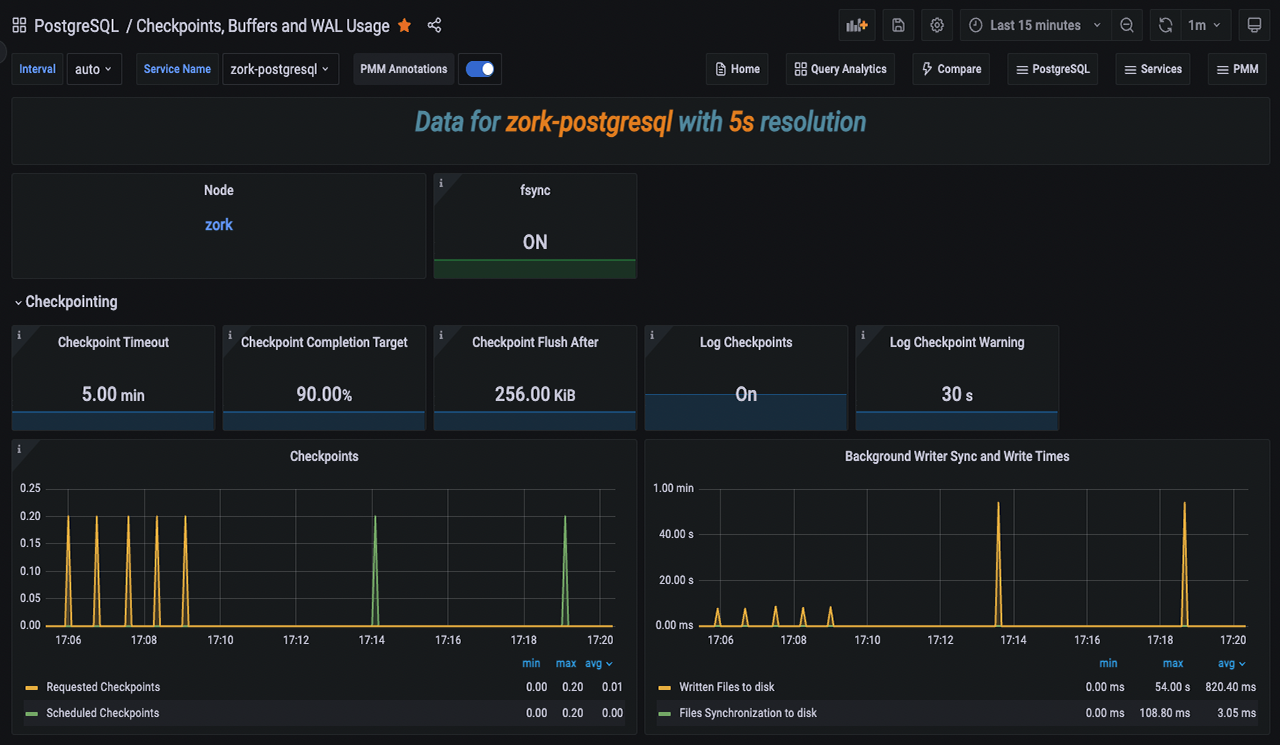 PostgreSQL / Checkpoints, Buffers and WAL Usage
Last 15 minutes
1m
Interval auto Service Name zork-postgresql PMM Annotations
Home Query Analytics Compare PostgreSQL Services PMM
Data for zork-postgresql with 5s resolution
Node
zork
i
fsync
ON
Checkpointing
i
Checkpoint Timeout
5.00 min
i
Checkpoint Completion Target
90.00%
i
Checkpoint Flush After
256.00 KiB
i
Log Checkpoints
On
i
Log Checkpoint Warning
30 s
i
Checkpoints
0.25
0.20
0.15
0.10
0.05
0.00
17:06 17:08 17:10 17:12 17:14 17:16 17:18 17:20
min max avg
Requested Checkpoints 0.00 0.20 0.01
Scheduled Checkpoints 0.00 0.20 0.00
Background Writer Sync and Write Times
1.00 min
40.00 s
20.00 s
0.00 ms
17:06 17:08 17:10 17:12 17:14 17:16 17:18 17:20
min max avg
Written Files to disk 0.00 ms 54.00 s 820.40 ms
Files Synchronization to disk 0.00 ms 108.80 ms 3.05 ms